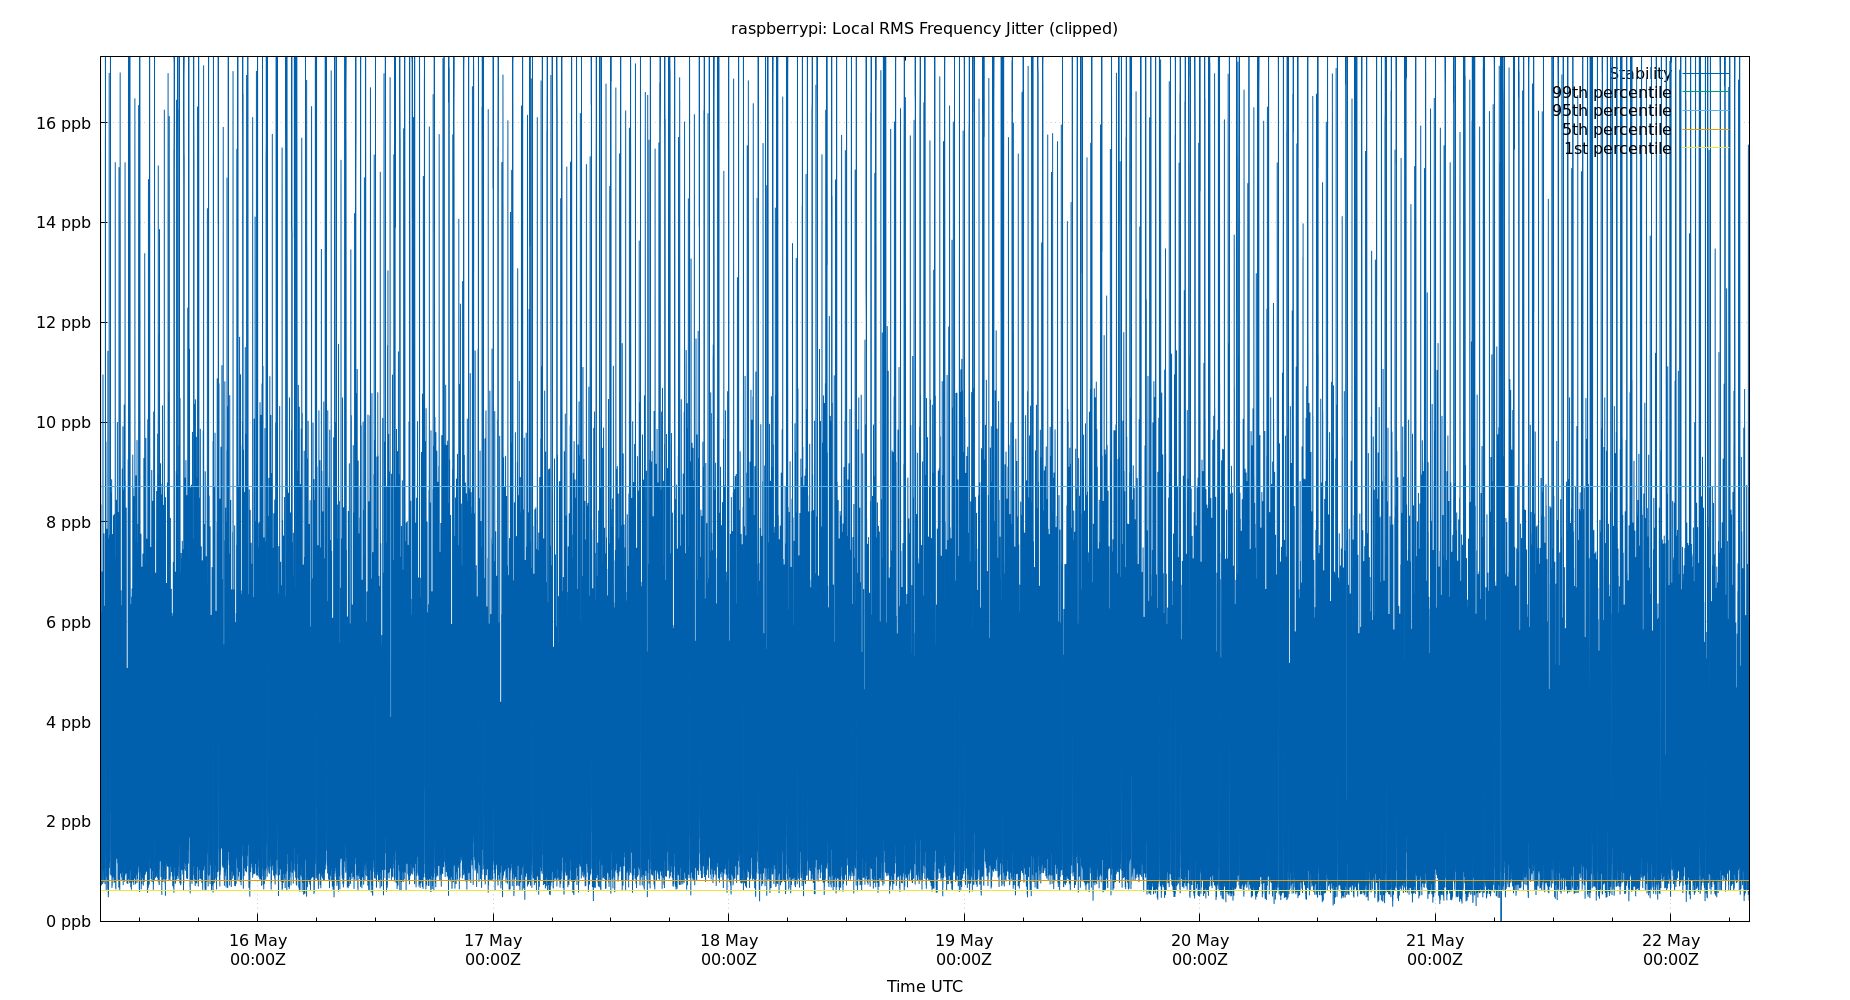 raspberrypi: Local RMS Frequency Jitter (clipped)
Stability
99th percentile
95th percentile
5th percentile
1st percentile
16 ppb
14 ppb
12 ppb
10 ppb
8 ppb
6 ppb
4 ppb
2 ppb
0 ppb
16 May 17 May 18 May 19 May 20 May 21 May 22 May
00:00Z 00:00Z 00:00Z 00:00Z 00:00Z 00:00Z 00:00Z
Time UTC